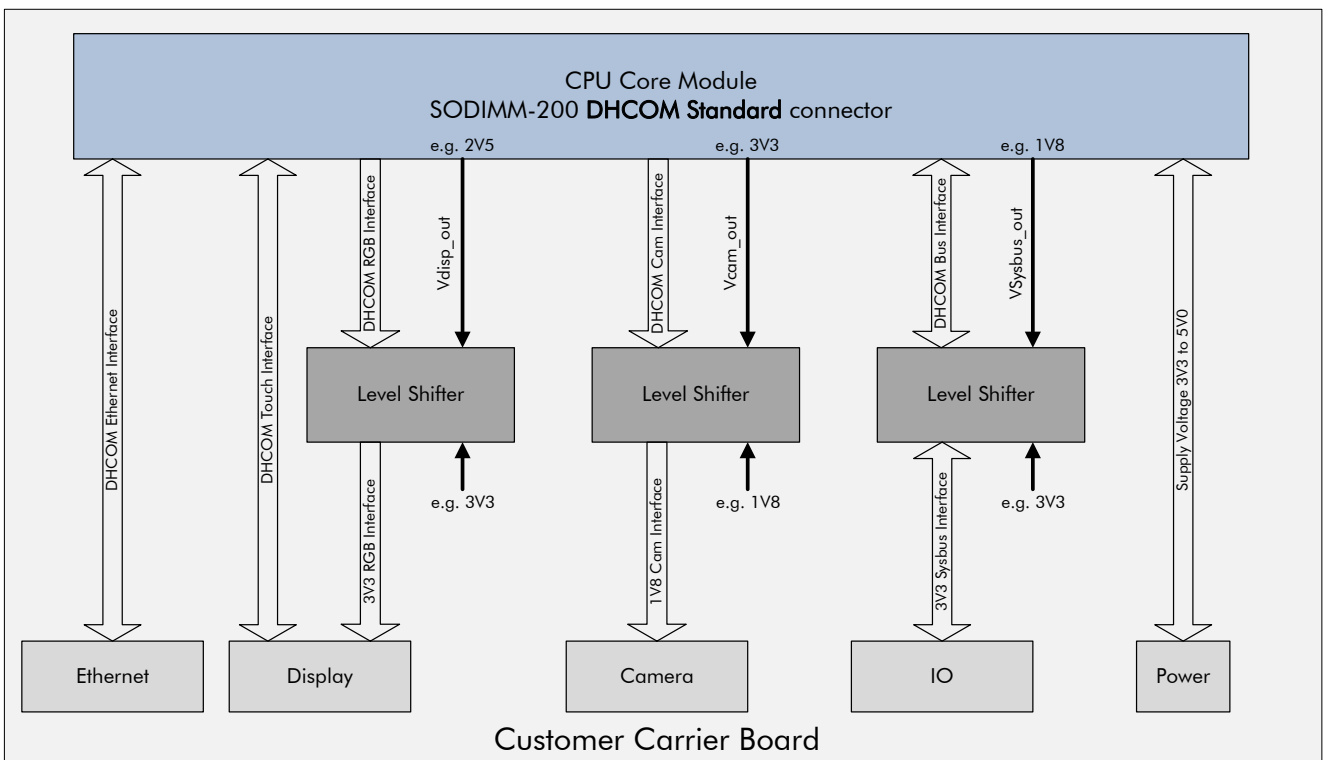 CPU Core Module
SODIMM-200 DHCOM Standard connector
e.g. 2V5
e.g. 3V3
e.g. 1V8
DHCOM Ethernet Interface
DHCOM Touch Interface
DHCOM RGB Interface
Vdisp_out
DHCOM Cam Interface
Vcam_out
DHCOM Bus Interface
VSysbus_out
Supply Voltage 3V3 to 5V0
Level Shifter
Level Shifter
Level Shifter
e.g. 3V3
e.g. 1V8
e.g. 3V3
3V3 RGB Interface
1V8 Cam Interface
3V3 Sysbus Interface
Ethernet
Display
Camera
IO
Power
Customer Carrier Board